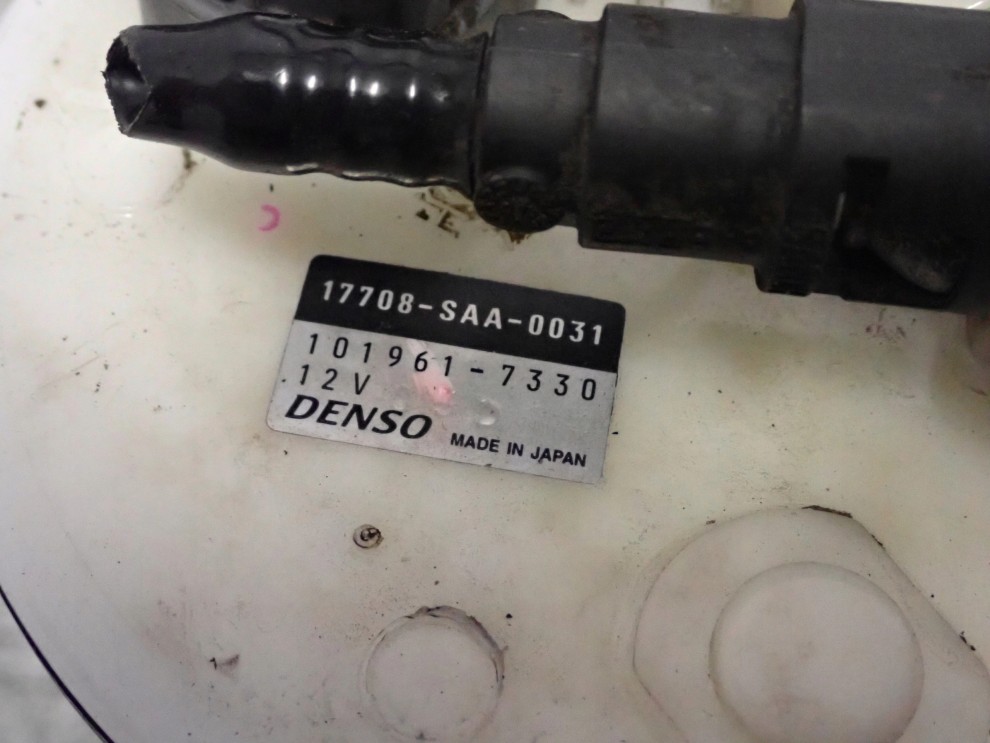 17708-SAA-0031
101961-7330
12V
DENSO
MADE IN JAPAN